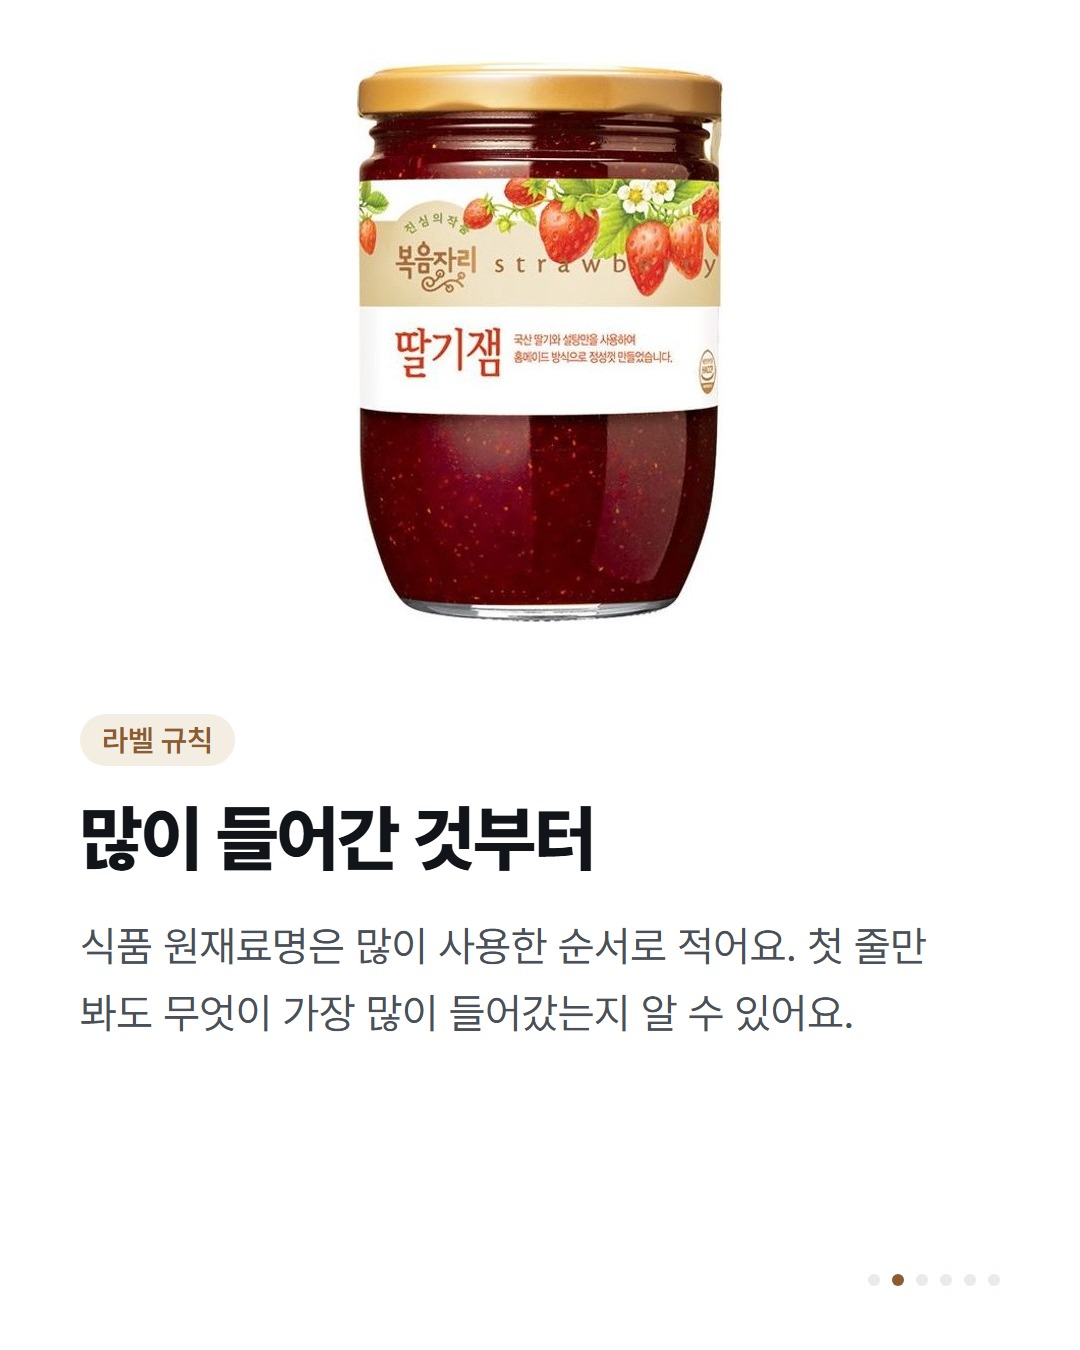 진심의작품
복음자리
strawberry
딸기잼
국산 딸기와 설탕만을 사용하여
홈메이드 방식으로 정성껏 만들었습니다.
HACCP
라벨 규칙
많이 들어간 것부터
식품 원재료명은 많이 사용한 순서로 적어요. 첫 줄만
봐도 무엇이 가장 많이 들어갔는지 알 수 있어요.